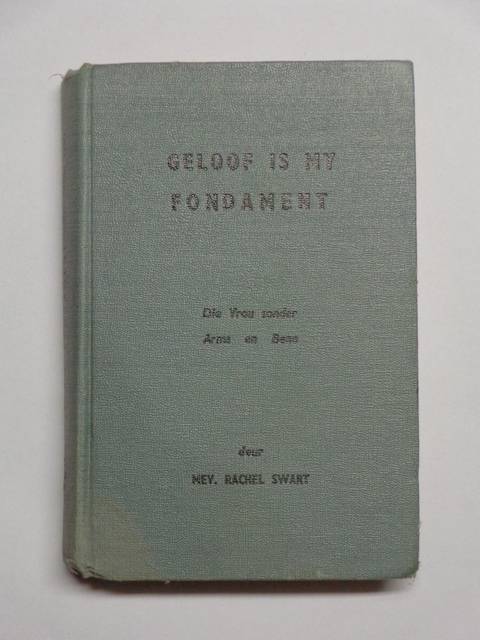 GELOOF IS MY
FONDAMENT
Die Vrou sonder
Arms en Bene
deur
MEV. RACHEL SWART